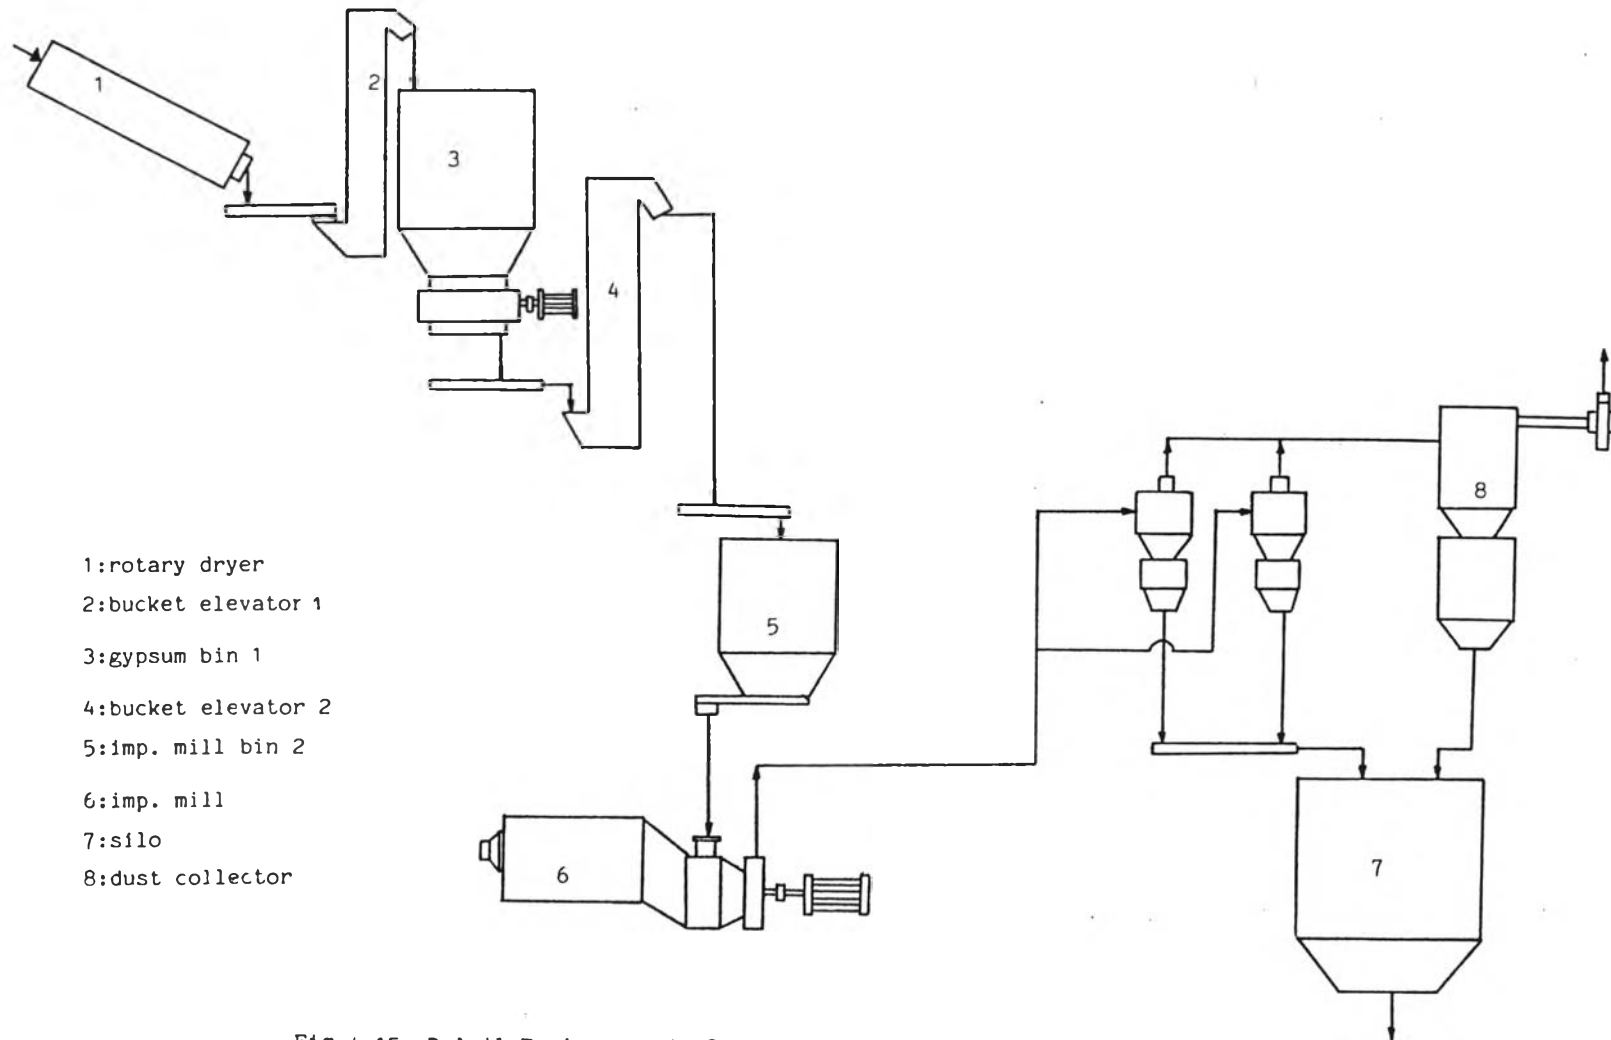 1
2
3
4
5
6
7
8
1:rotary dryer
2:bucket elevator 1
3:gypsum bin 1
4:bucket elevator 2
5:imp. mill bin 2
6:imp. mill
7:silo
8:dust collector